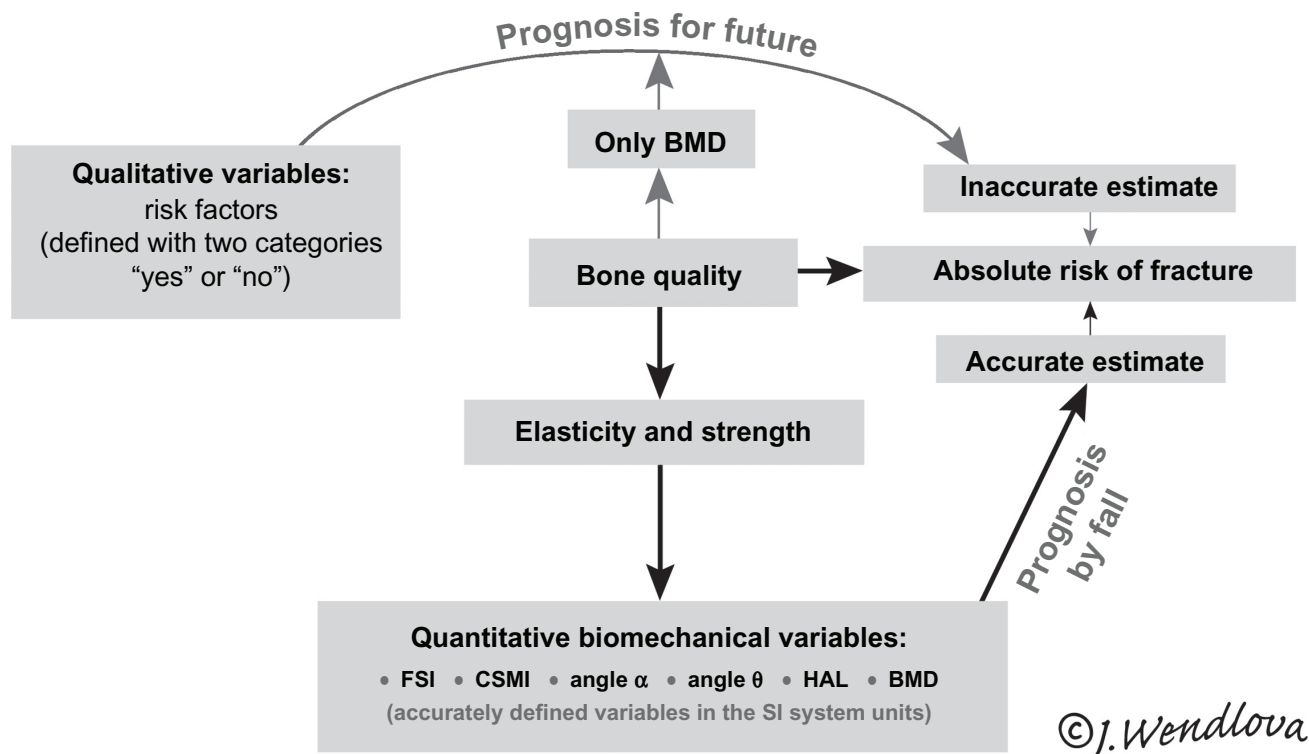 Prognosis for future
Only BMD
Qualitative variables:
risk factors
(defined with two categories
“yes” or “no”)
Inaccurate estimate
Bone quality
Absolute risk of fracture
Accurate estimate
Elasticity and strength
Prognosis
by fall
Quantitative biomechanical variables:
• FSI • CSMI • angle α • angle θ • HAL • BMD
(accurately defined variables in the SI system units)
©J.Wendlova